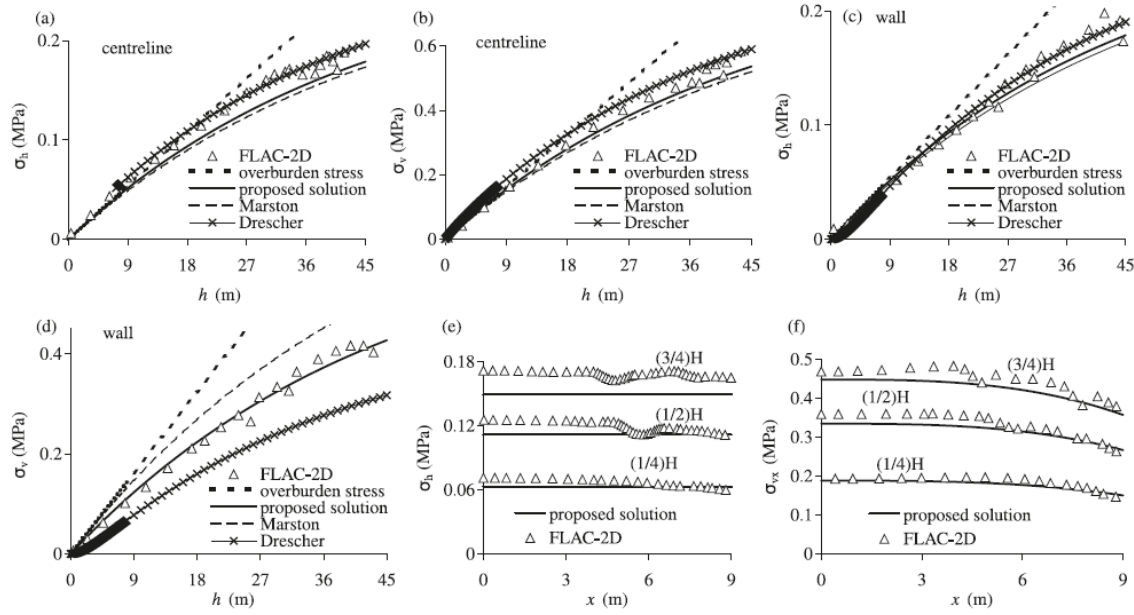 (a)
centreline
0.2
0.1
0
σh (MPa)
FLAC-2D
overburden stress
proposed solution
Marston
Drescher
0 9 18 27 36 45
h (m)
(b)
centreline
0.6
0.4
0.2
0
σv (MPa)
FLAC-2D
overburden stress
proposed solution
Marston
Drescher
0 9 18 27 36 45
h (m)
(c)
wall
0.2
0.1
0
σh (MPa)
FLAC-2D
overburden stress
proposed solution
Marston
Drescher
0 9 18 27 36 45
h (m)
(d)
wall
0.4
0.2
0
σv (MPa)
FLAC-2D
overburden stress
proposed solution
Marston
Drescher
0 9 18 27 36 45
h (m)
(e)
0.18
0.12
0.06
0
σh (MPa)
(3/4)H
(1/2)H
(1/4)H
proposed solution
FLAC-2D
0 3 6 9
x (m)
(f)
0.5
0.4
0.3
0.2
0.1
0
σvx (MPa)
(3/4)H
(1/2)H
(1/4)H
proposed solution
FLAC-2D
0 3 6 9
x (m)